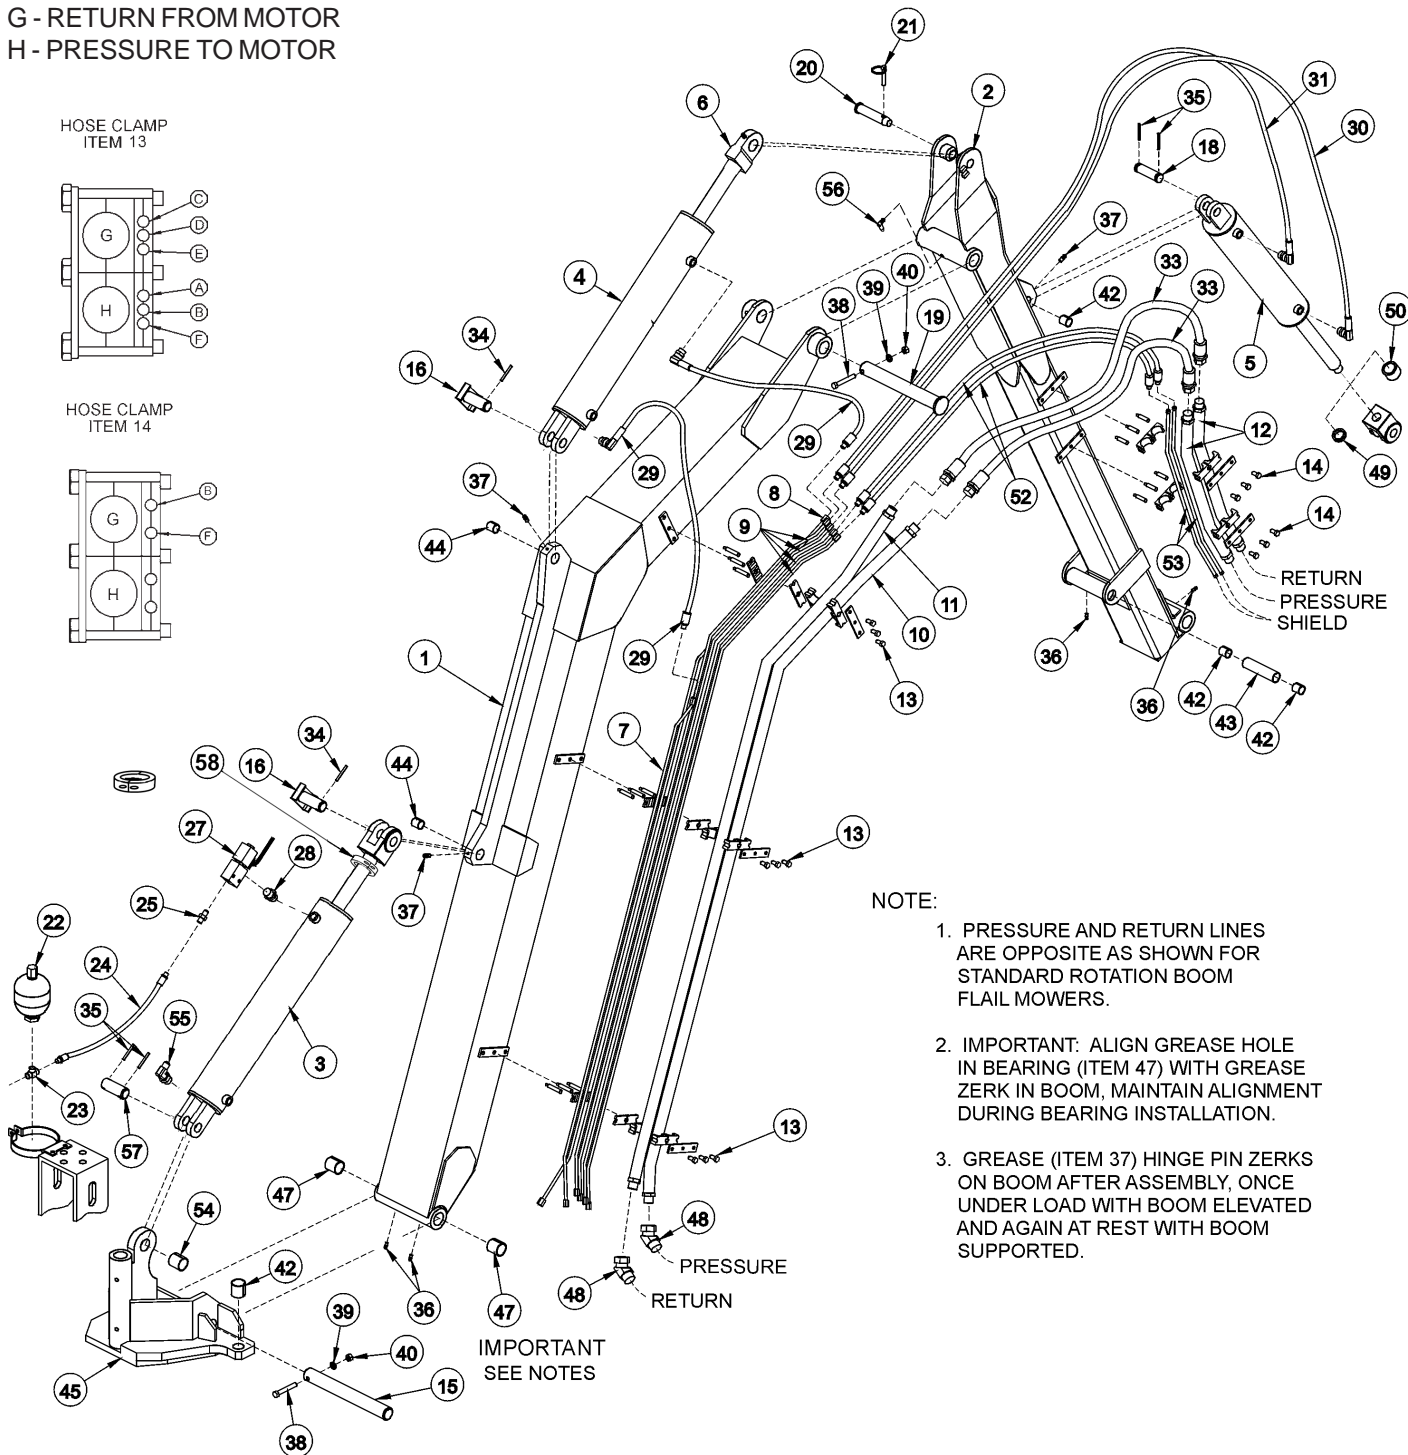 G - RETURN FROM MOTOR
H - PRESSURE TO MOTOR
HOSE CLAMP
ITEM 13
C
D
G
E
A
H
B
F
HOSE CLAMP
ITEM 14
B
G
F
H
21
20
2
31
6
35
30
18
56
37
4
33
40
39
42
33
38
19
50
34
5
16
29
12
49
29
14
37
8
52
44
9
14
53
11
RETURN
PRESSURE
10
SHIELD
1
29
36
13
42
36
43
42
34
7
58
16
44
27
28
13
37
25
22
24
35
55
3
23
57
13
47
54
48
42
PRESSURE
48
RETURN
36
47
39
IMPORTANT
SEE NOTES
40
45
15
38
NOTE:
1. PRESSURE AND RETURN LINES
ARE OPPOSITE AS SHOWN FOR
STANDARD ROTATION BOOM
FLAIL MOWERS.
2. IMPORTANT: ALIGN GREASE HOLE
IN BEARING (ITEM 47) WITH GREASE
ZERK IN BOOM, MAINTAIN ALIGNMENT
DURING BEARING INSTALLATION.
3. GREASE (ITEM 37) HINGE PIN ZERKS
ON BOOM AFTER ASSEMBLY, ONCE
UNDER LOAD WITH BOOM ELEVATED
AND AGAIN AT REST WITH BOOM
SUPPORTED.